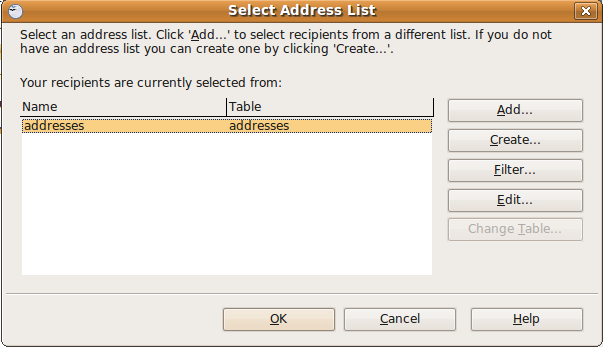 Select Address List
Select an address list. Click 'Add...' to select recipients from a different list. If you do not
have an address list you can create one by clicking 'Create...'.
Your recipients are currently selected from:
Name Table
addresses addresses
Add...
Create...
Filter...
Edit...
Change Table...
OK Cancel Help